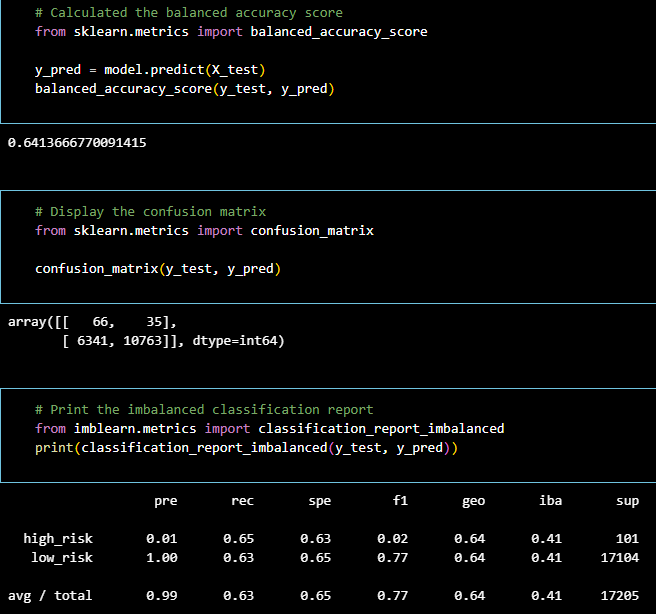 # Calculated the balanced accuracy score
from sklearn.metrics import balanced_accuracy_score
y_pred = model.predict(X_test)
balanced_accuracy_score(y_test, y_pred)
0.6413666770091415
# Display the confusion matrix
from sklearn.metrics import confusion_matrix
confusion_matrix(y_test, y_pred)
array([[   66,    35],
       [ 6341, 10763]], dtype=int64)
# Print the imbalanced classification report
from imblearn.metrics import classification_report_imbalanced
print(classification_report_imbalanced(y_test, y_pred))
pre rec spe f1 geo iba sup
high_risk 0.01 0.65 0.63 0.02 0.64 0.41 101
low_risk 1.00 0.63 0.65 0.77 0.64 0.41 17104
avg / total 0.99 0.63 0.65 0.77 0.64 0.41 17205